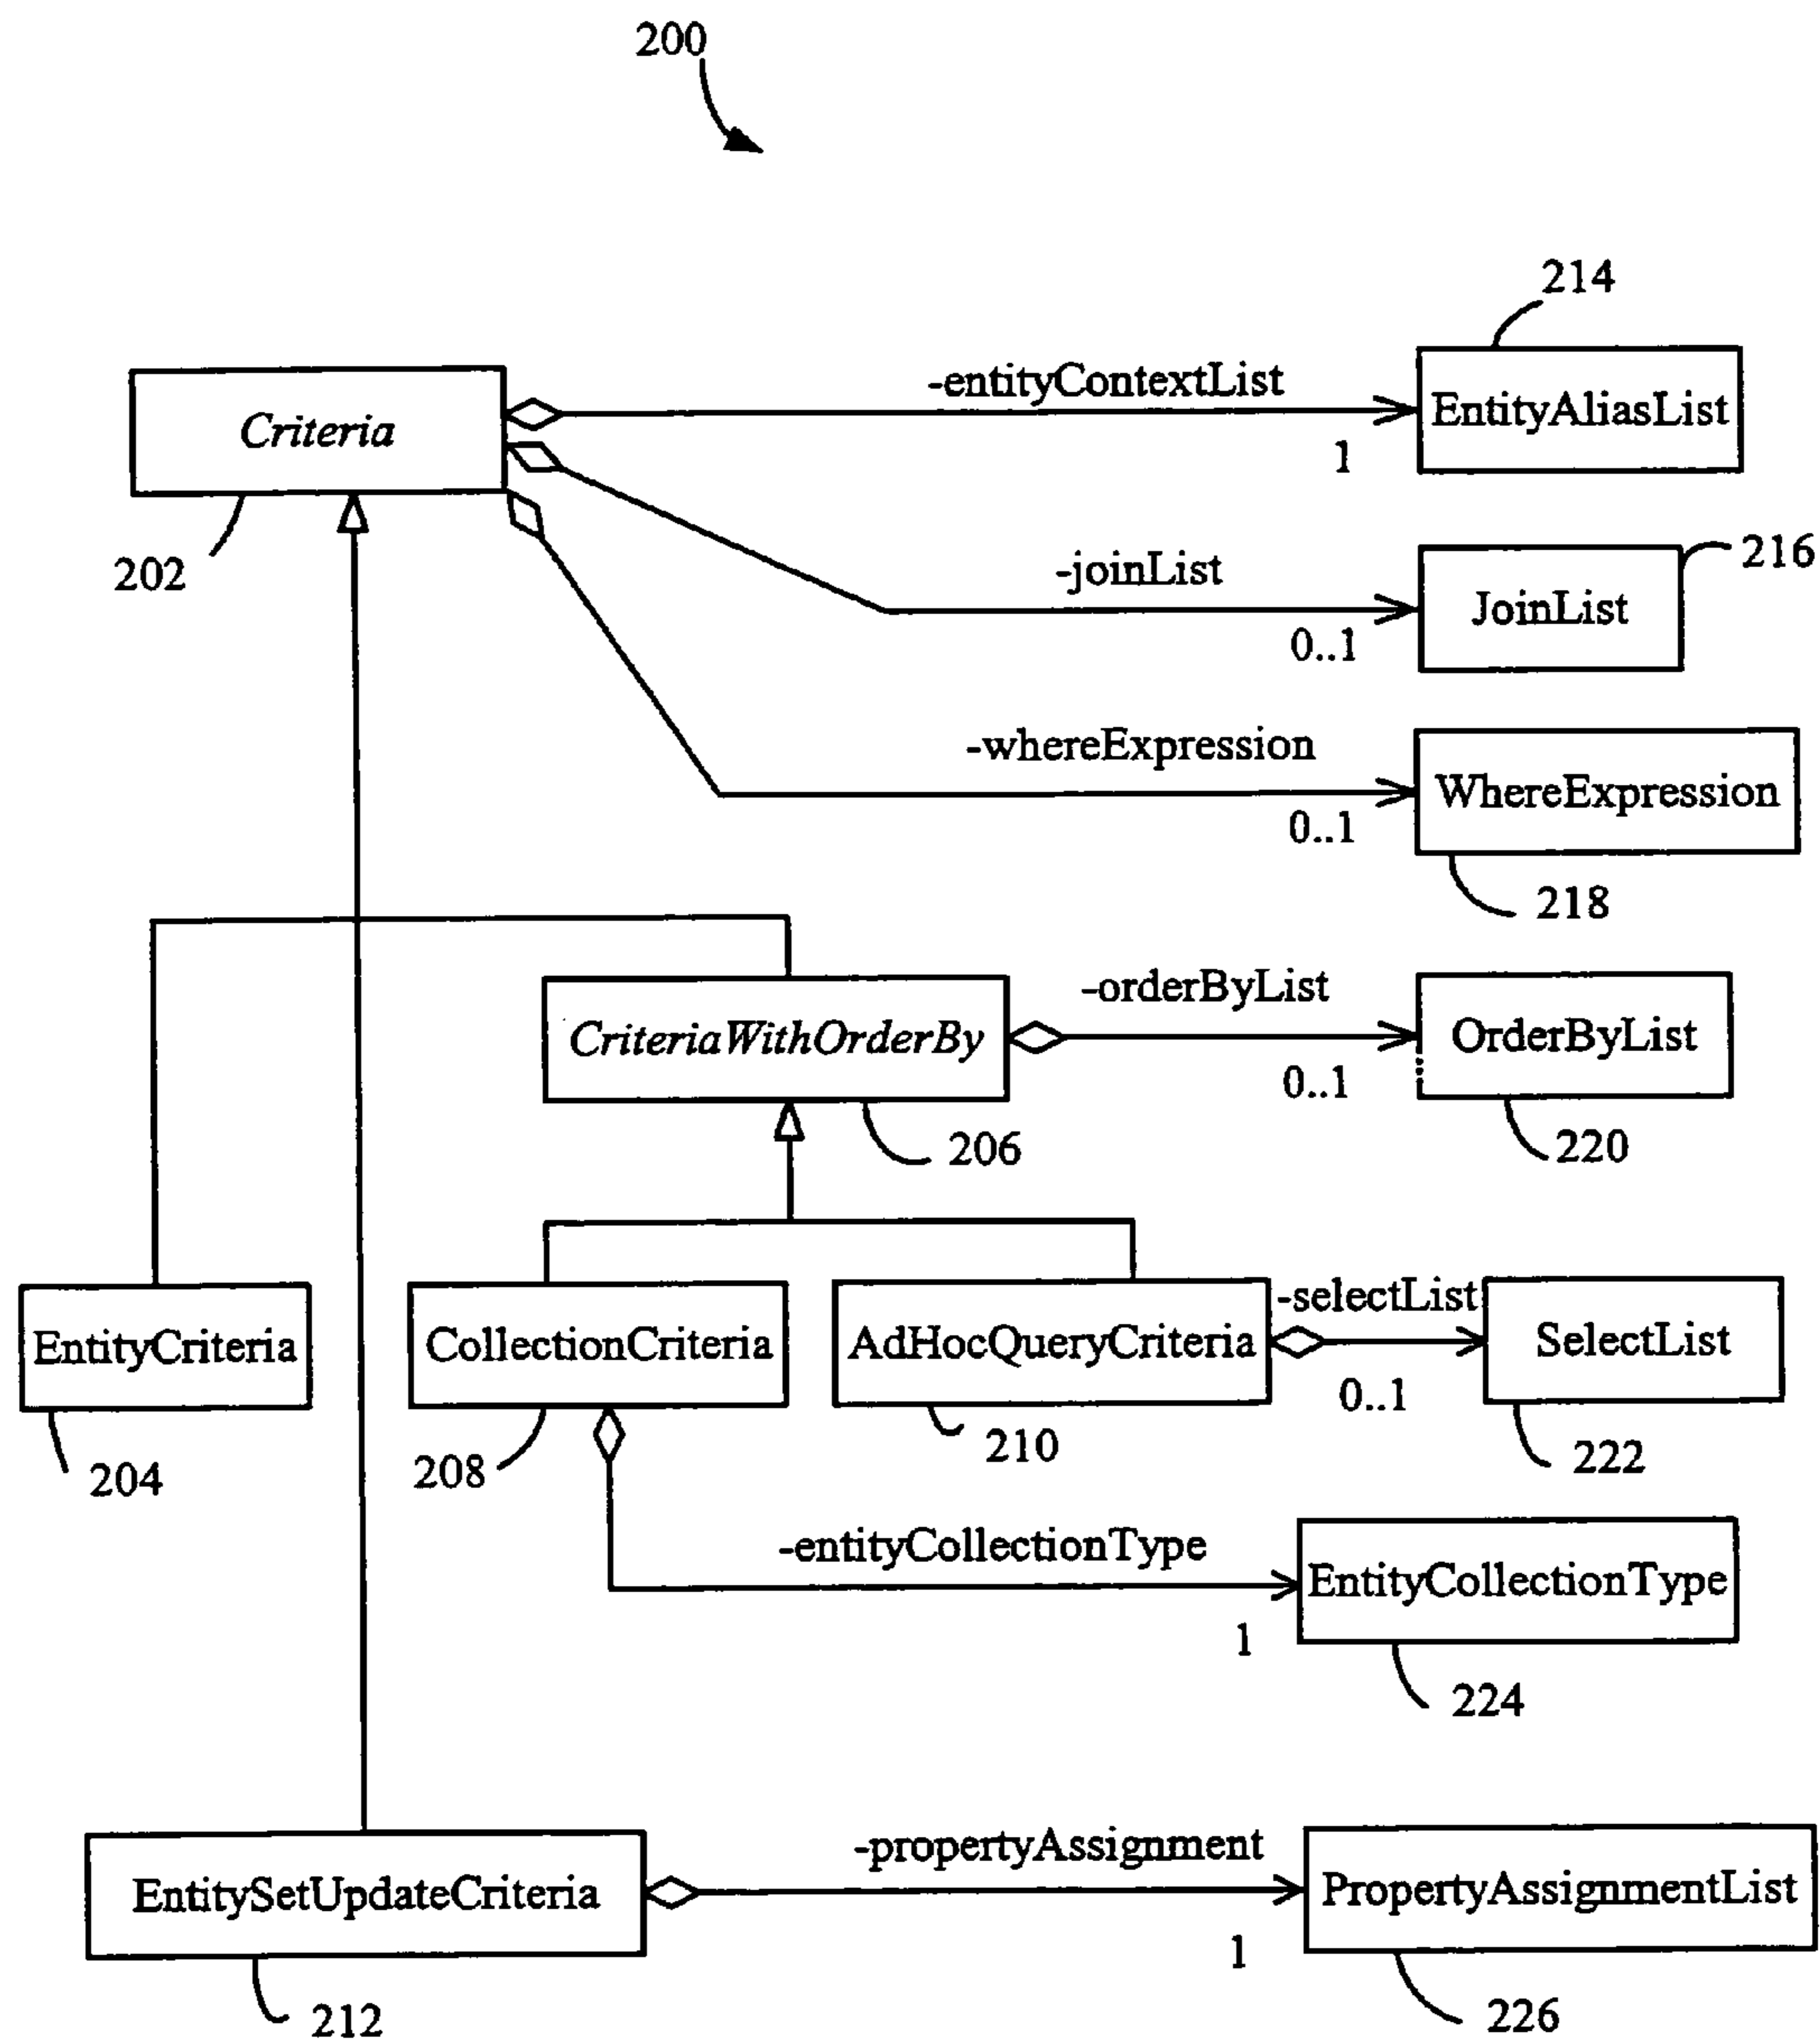 200
214
-entityContextList
EntityAliasList
Criteria
1
202
-joinList
216
JoinList
0..1
-whereExpression
WhereExpression
0..1
218
-orderByList
CriteriaWithOrderBy
OrderByList
0..1
206
220
-selectList
EntityCriteria
CollectionCriteria
AdHocQueryCriteria
SelectList
0..1
204
208
210
222
-entityCollectionType
EntityCollectionType
1
224
-propertyAssignment
EntitySetUpdateCriteria
PropertyAssignmentList
1
212
226